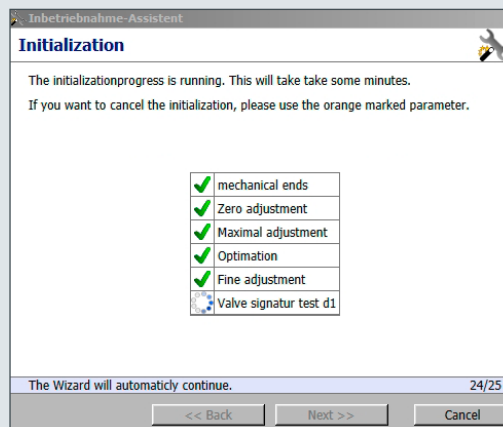 Inbetriebnahme-Assistent
Initialization
The initializationprogress is running. This will take take some minutes.
If you want to cancel the initialization, please use the orange marked parameter.
mechanical ends
Zero adjustment
Maximal adjustment
Optimation
Fine adjustment
Valve signatur test d1
The Wizard will automaticly continue. 24/25
<< Back Next >> Cancel